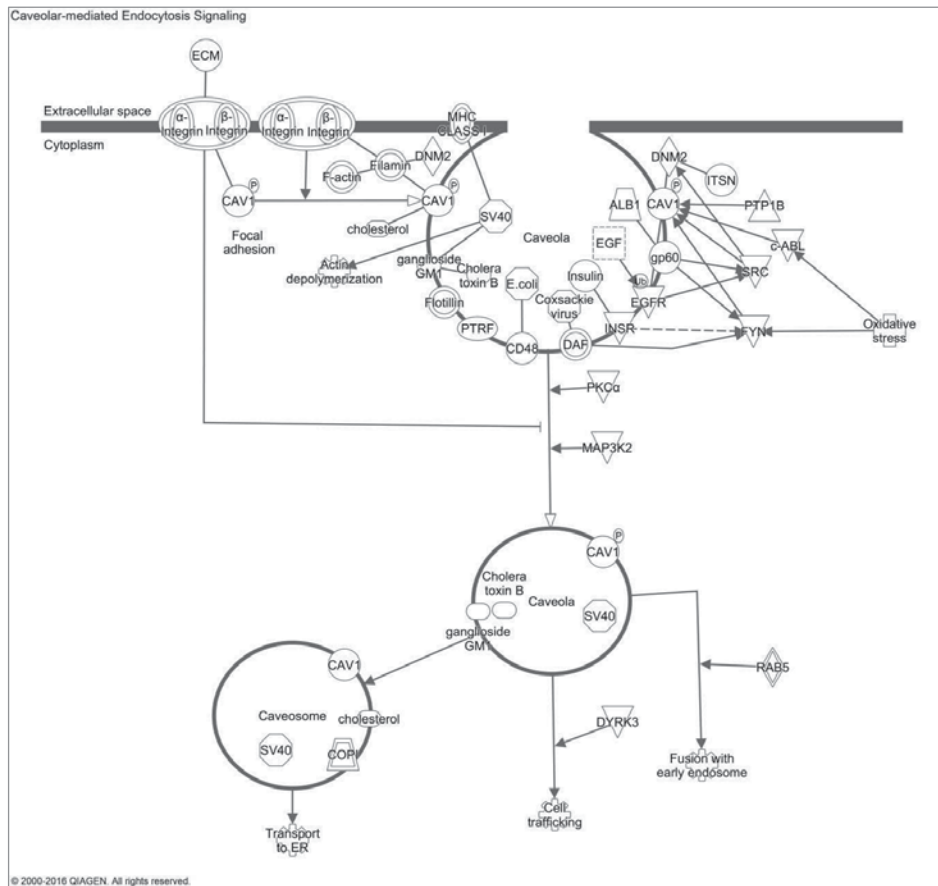 Caveolar-mediated Endocytosis Signaling
ECM
Extracellular space
Cytoplasm
α-
Integrin
β-
Integrin
α-
Integrin
β-
Integrin
MHC
CLASS I
DNM2
Filamin
F-actin
CAV1
P
CAV1
P
cholesterol
Focal
adhesion
SV40
Actin
depolymerization
ganglioside
GM1
Cholera
toxin B
Flotillin
PTRF
E.coli
CD48
Caveola
Coxsackie
virus
DAF
Insulin
INSR
EGF
Ub
EGFR
ALB1
gp60
CAV1
P
DNM2
ITSN
PTP1B
c-ABL
SRC
FYN
Oxidative
stress
PKCα
MAP3K2
CAV1
P
Cholera
toxin B
Caveola
SV40
ganglioside
GM1
RAB5
CAV1
Caveosome
cholesterol
SV40
COPI
DYRK3
Fusion with
early endosome
Cell
trafficking
Transport
to ER
© 2000-2016 QIAGEN. All rights reserved.